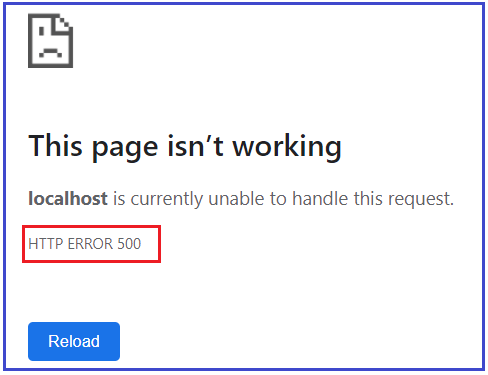 This page isn’t working
localhost is currently unable to handle this request.
HTTP ERROR 500
Reload